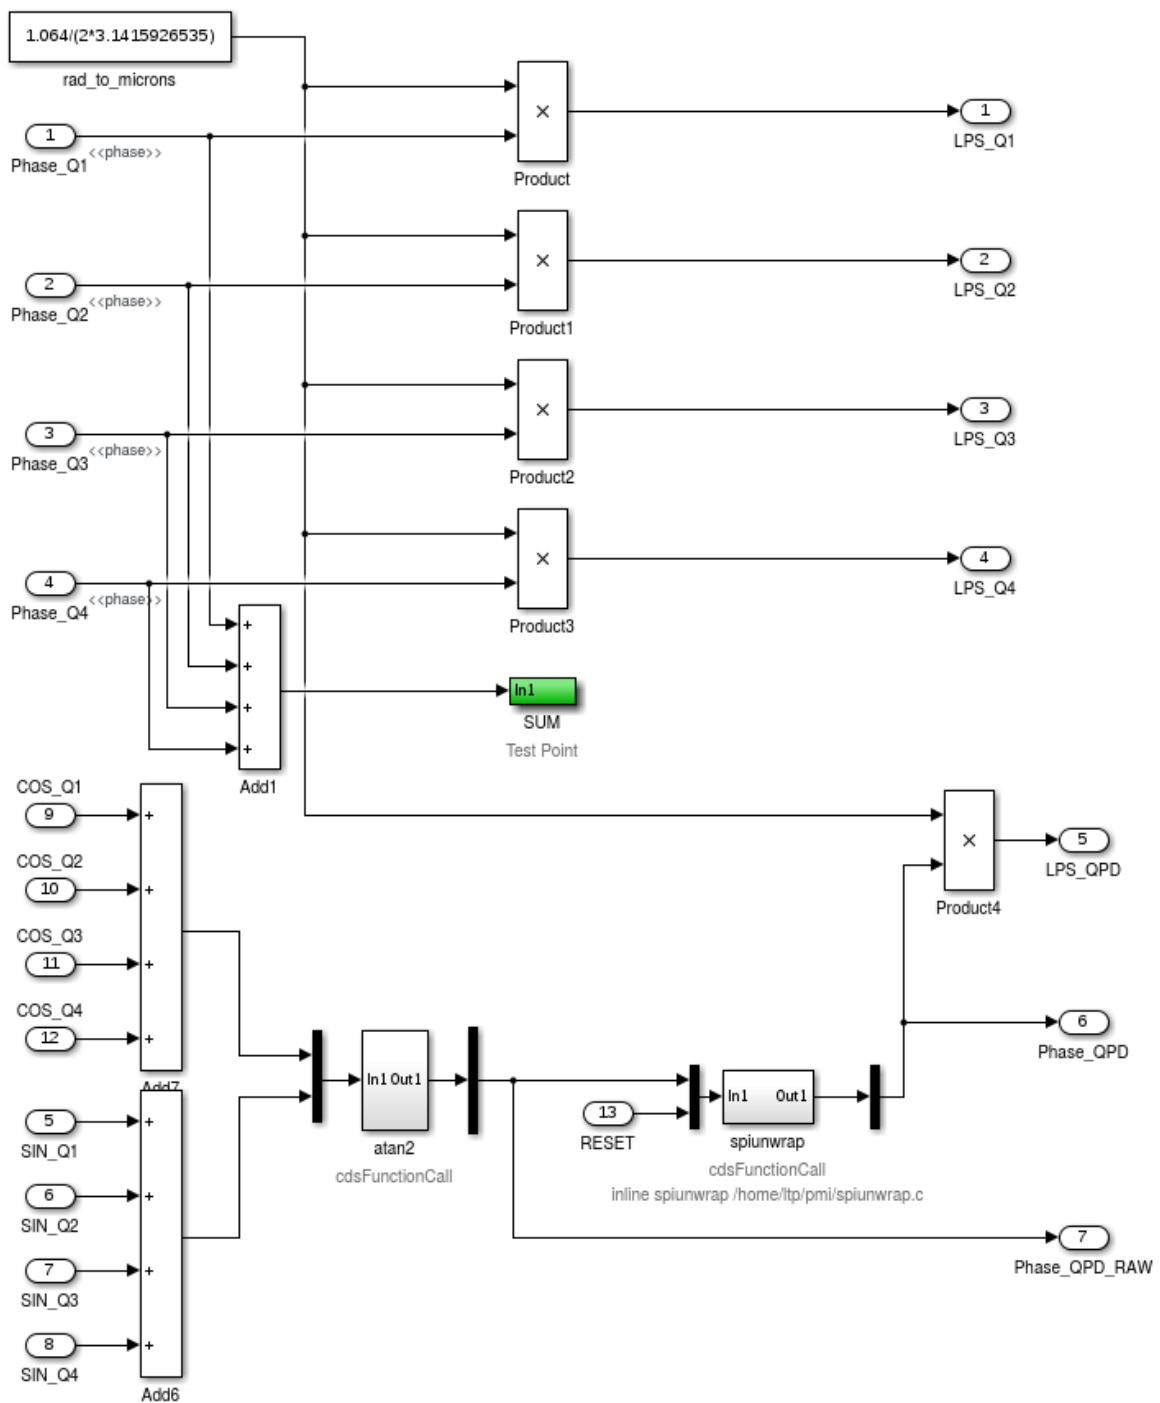 1.064/(2*3.1415926535)
rad_to_microns
1
Phase_Q1
<<phase>>
×
Product
1
LPS_Q1
2
Phase_Q2
<<phase>>
×
Product1
2
LPS_Q2
3
Phase_Q3
<<phase>>
×
Product2
3
LPS_Q3
4
Phase_Q4
<<phase>>
×
Product3
4
LPS_Q4
+
+
+
+
Add1
In1
SUM
Test Point
COS_Q1
9
+
COS_Q2
10
+
COS_Q3
11
+
COS_Q4
12
+
Add7
×
Product4
5
LPS_QPD
6
Phase_QPD
In1 Out1
atan2
cdsFunctionCall
13
RESET
In1 Out1
spiunwrap
cdsFunctionCall
inline spiunwrap /home/ltp/pmi/spiunwrap.c
7
Phase_QPD_RAW
5
+
SIN_Q1
6
+
SIN_Q2
7
+
SIN_Q3
8
+
SIN_Q4
Add6